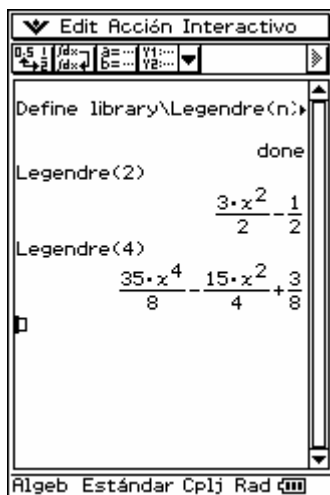 Edit Acción Interactivo
Define library\Legendre(n)
done
Legendre(2)
3·x^2/2-1/2
Legendre(4)
35·x^4/8-15·x^2/4+3/8
Algeb Estándar Cplj Rad